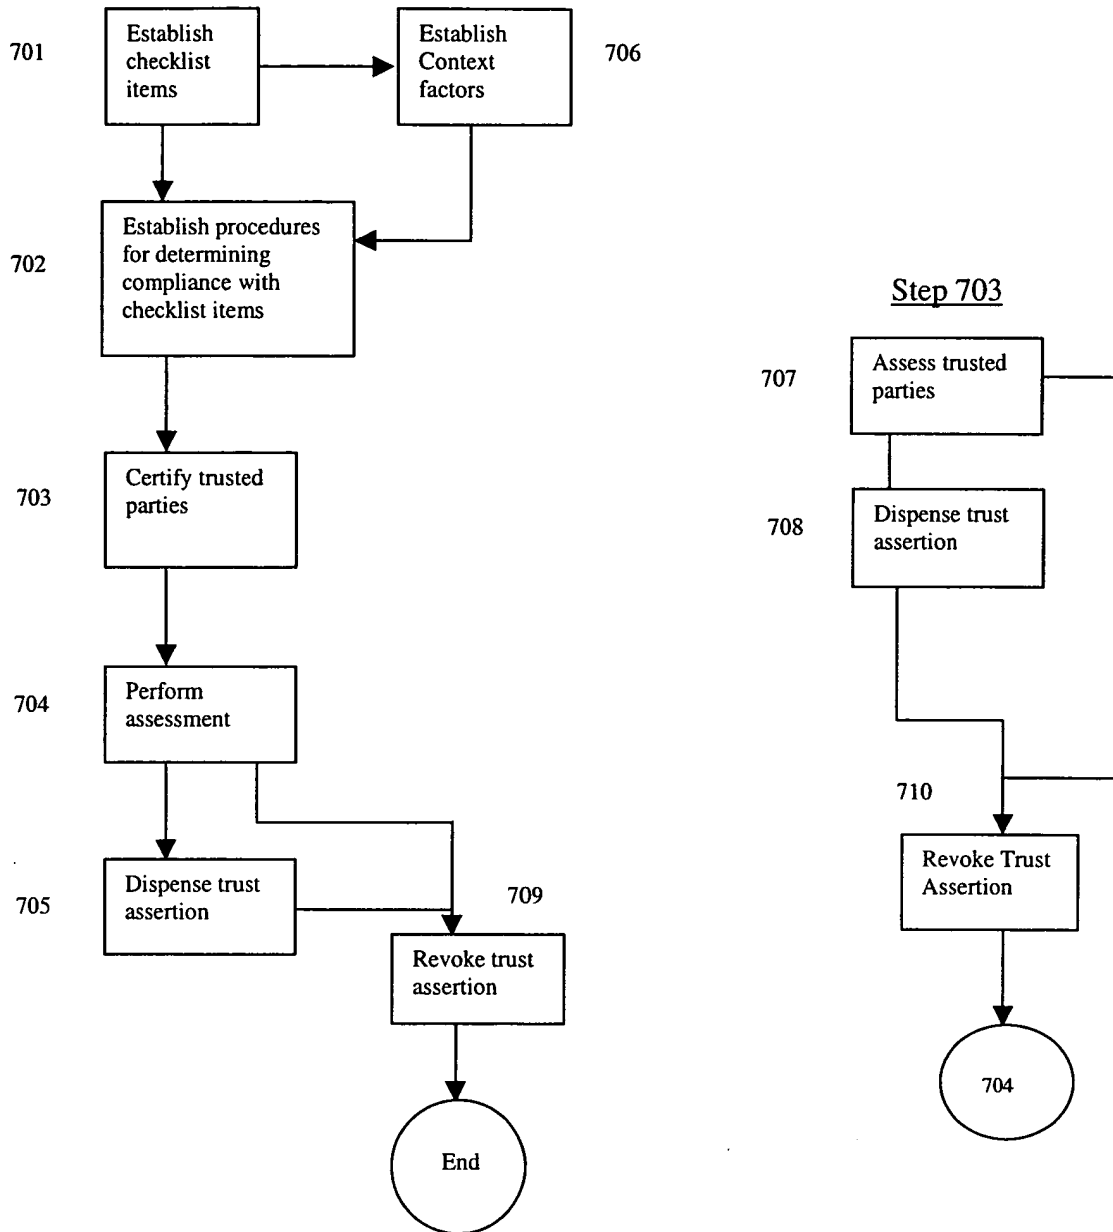 701
Establish
checklist
items
Establish
Context
factors
706
702
Establish procedures
for determining
compliance with
checklist items
703
Certify trusted
parties
704
Perform
assessment
705
Dispense trust
assertion
709
Revoke trust
assertion
End
Step 703
707
Assess trusted
parties
708
Dispense trust
assertion
710
Revoke Trust
Assertion
704